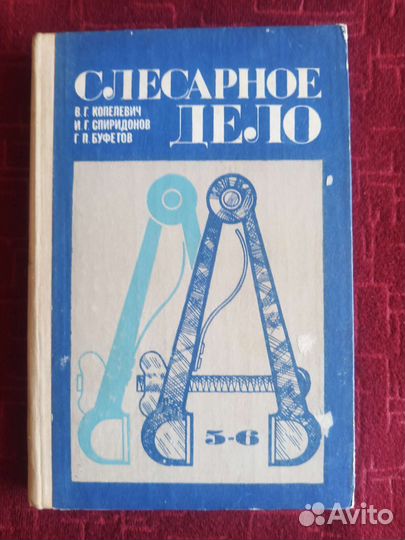 СЛЕСАРНОЕ
ДЕЛО
В. Г. КОПЕЛЕВИЧ
И. Г. СПИРИДОНОВ
Г. П. БУФЕТОВ
5-6
Avito